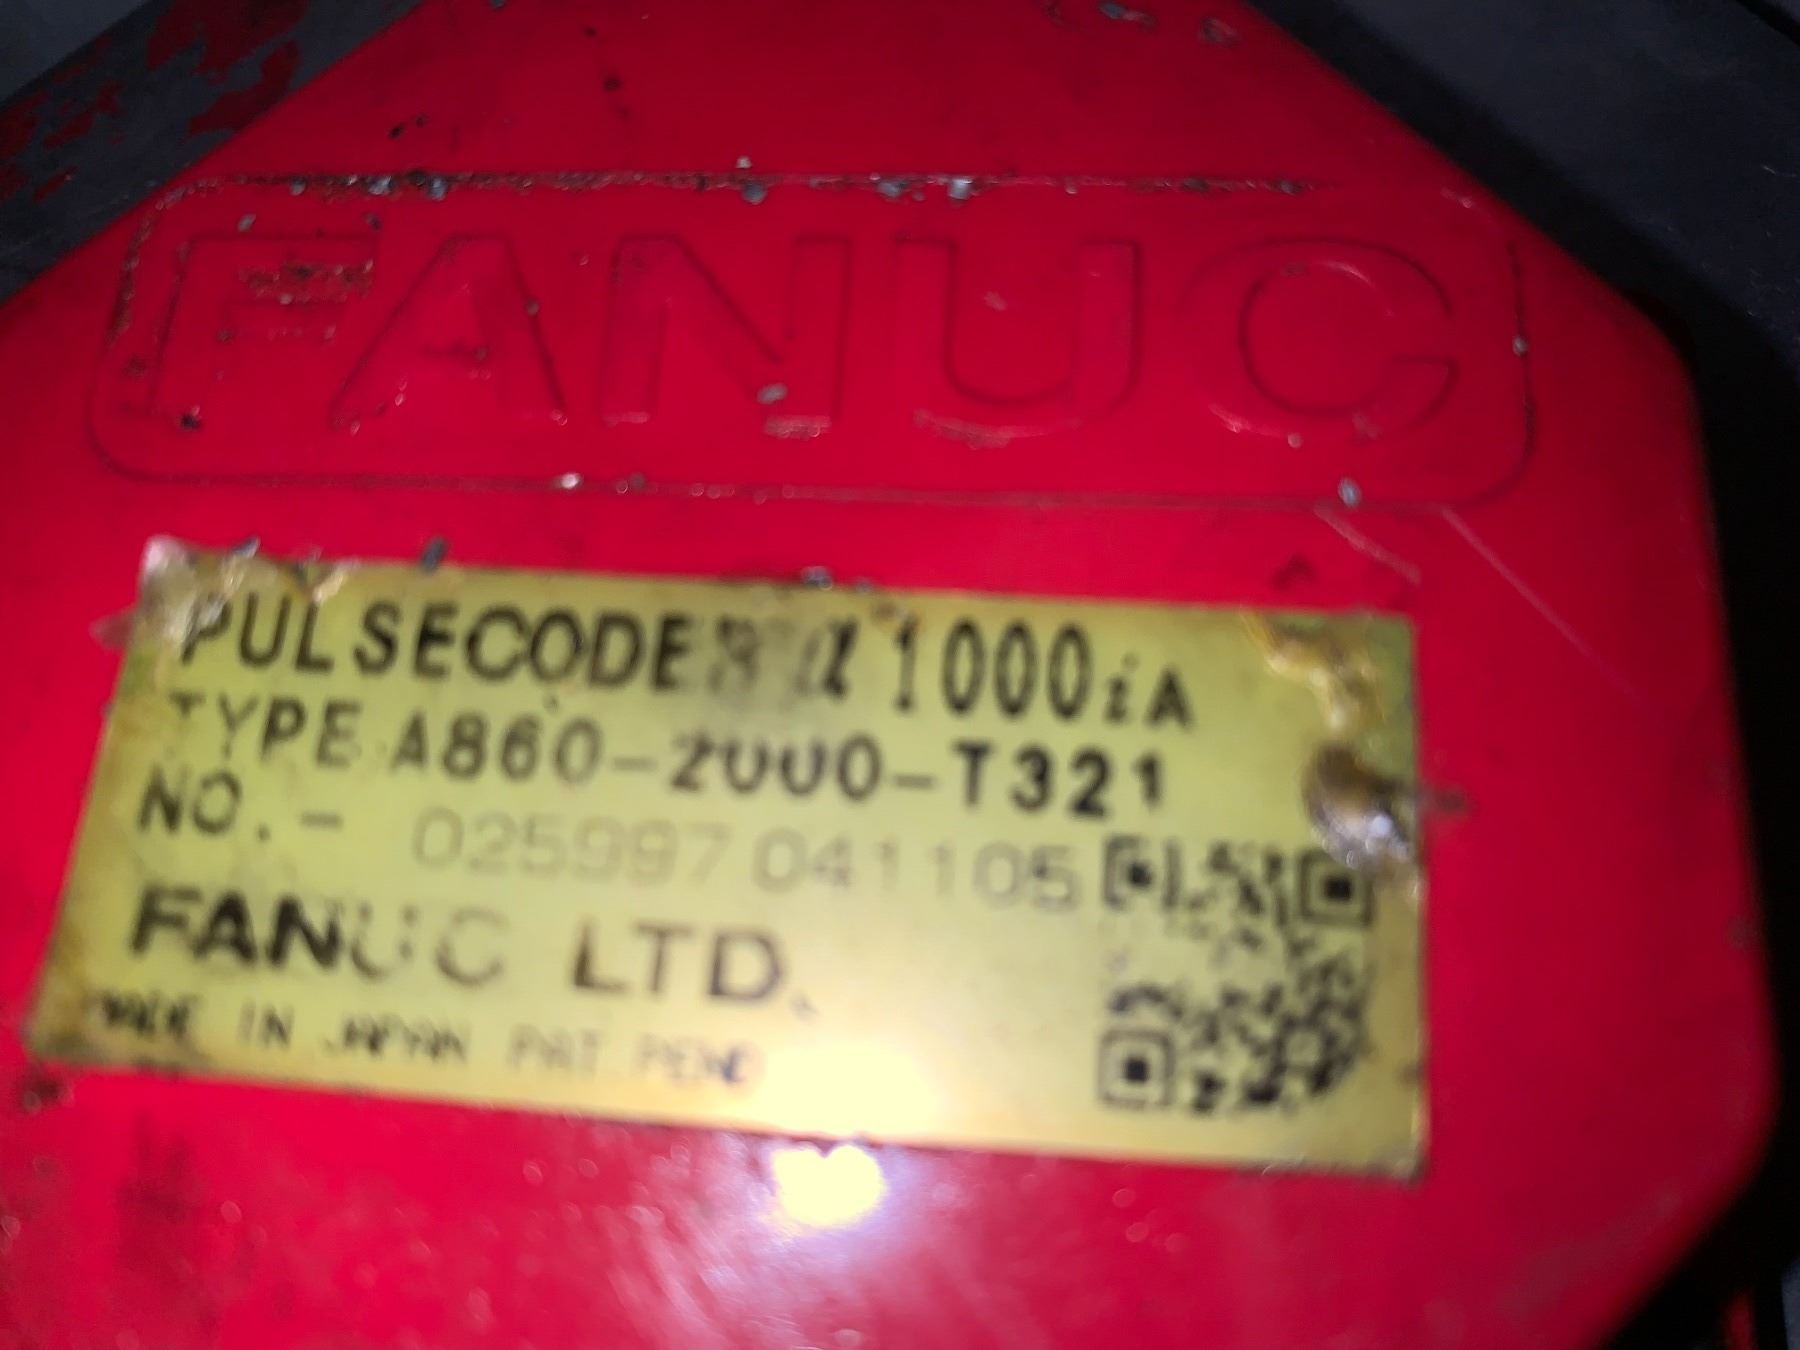 FANUC
PULSECODER α1000iA
TYPE A860-2000-T321
NO. - 025997 041105
FANUC LTD.
MADE IN JAPAN PAT. PEND